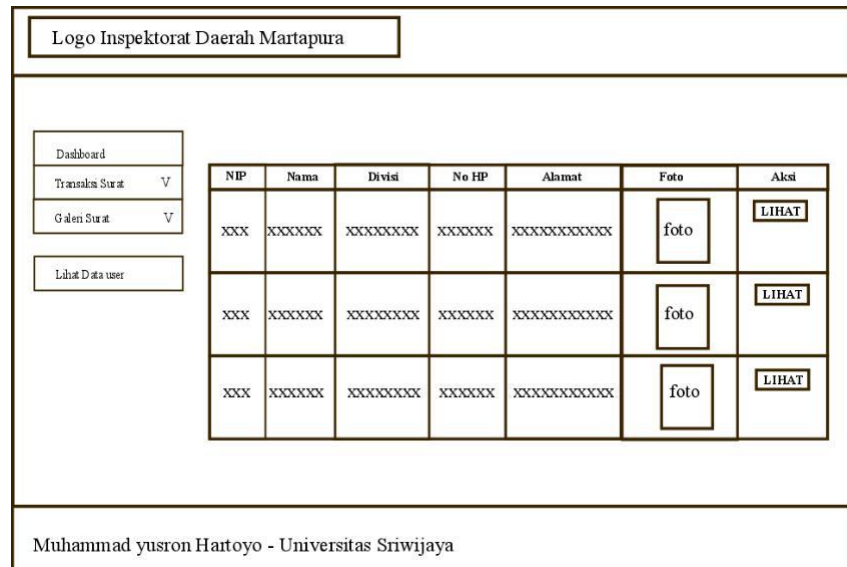 Logo Inspektorat Daerah Martapura
Dashboard
Transaksi Surat V
Galeri Surat V
Lihat Data user
NIP Nama Divisi No HP Alamat Foto Aksi
xxx xxxxxx xxxxxxxx xxxxxx xxxxxxxxxxx foto LIHAT
xxx xxxxxx xxxxxxxx xxxxxx xxxxxxxxxxx foto LIHAT
xxx xxxxxx xxxxxxxx xxxxxx xxxxxxxxxxx foto LIHAT
Muhammad yusron Hartoyo - Universitas Sriwijaya